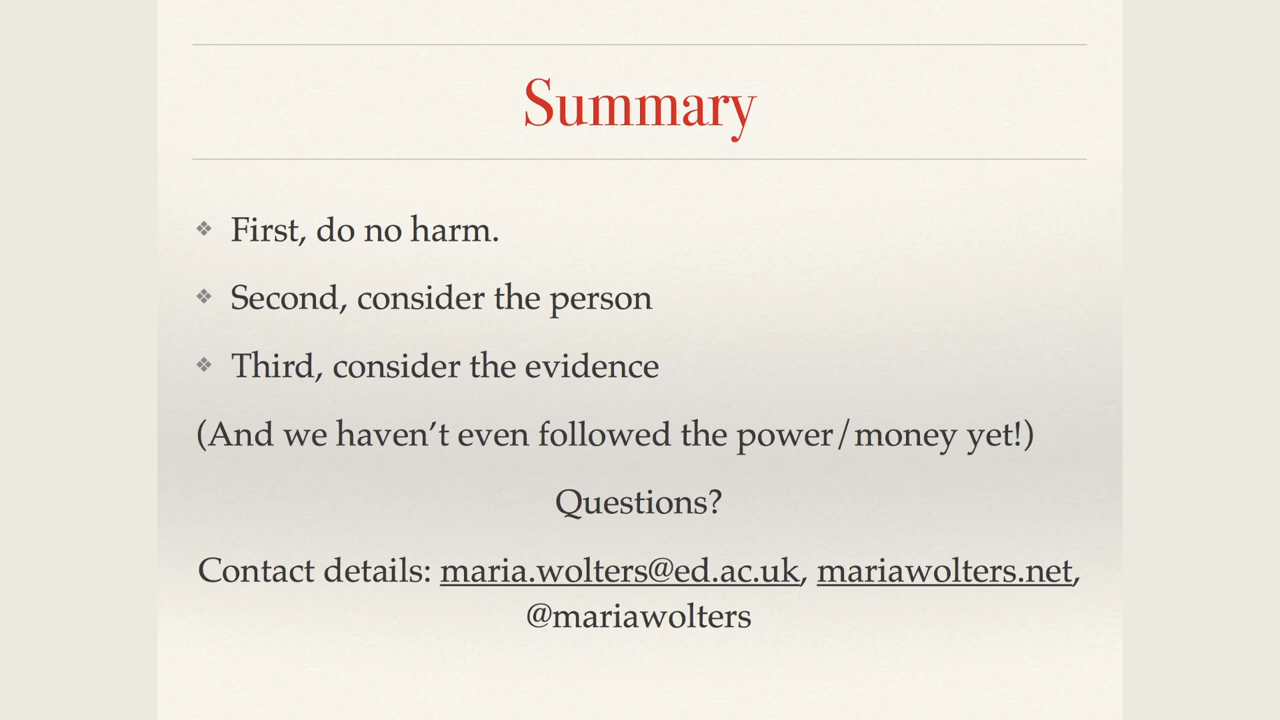 Summary
❖ First, do no harm.
❖ Second, consider the person
❖ Third, consider the evidence
(And we haven’t even followed the power/money yet!)
Questions?
Contact details: maria.wolters@ed.ac.uk, mariawolters.net,
@mariawolters